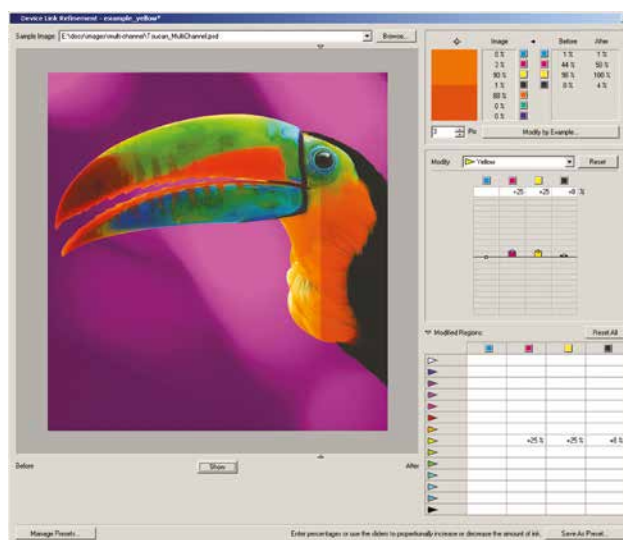 Device Link Refinement - example_yellow*
Sample Image: E:\docs\images\multi-channel\Toucan_MultiChannel.psd Browse...
Image Before After
0 % 1 % 1 %
2 % 44 % 50 %
90 % 98 % 100 %
1 % 0 % 4 %
60 %
0 %
0 %
3 Pix Modify by Example...
Modify Yellow Reset
+25 +25 +8 %
Modified Regions: Reset All
+25 % +25 % +8 %
Before Show After
Manage Presets... Enter percentages or use the sliders to proportionally increase or decrease the amount of ink. Save As Preset...